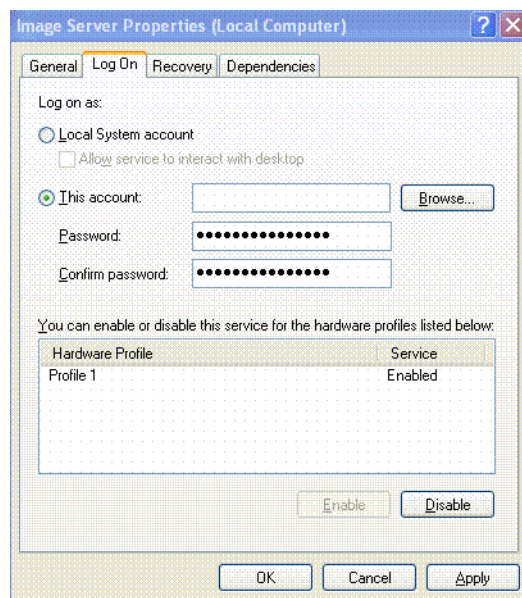 Image Server Properties (Local Computer)
General Log On Recovery Dependencies
Log on as:
Local System account
Allow service to interact with desktop
This account:
Browse...
Password: •••••••••••••••
Confirm password: •••••••••••••••
You can enable or disable this service for the hardware profiles listed below:
Hardware Profile Service
Profile 1 Enabled
Enable Disable
OK Cancel Apply